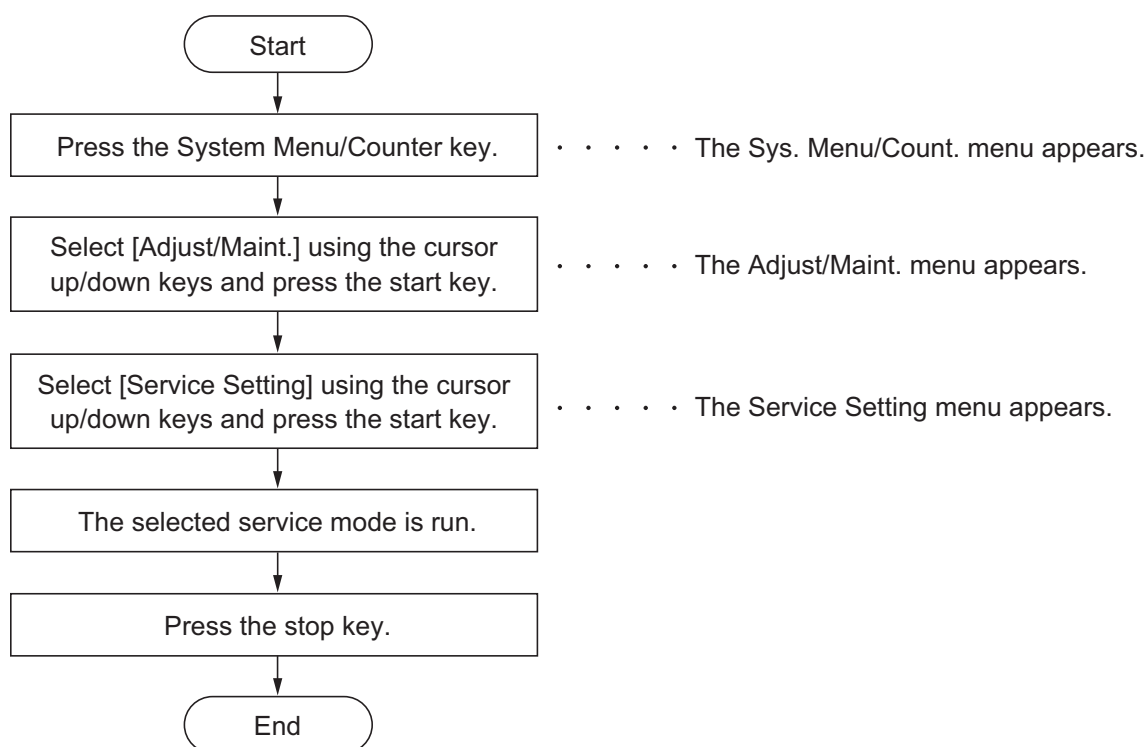 Start
Press the System Menu/Counter key.
· · · · · The Sys. Menu/Count. menu appears.
Select [Adjust/Maint.] using the cursor
up/down keys and press the start key.
· · · · · The Adjust/Maint. menu appears.
Select [Service Setting] using the cursor
up/down keys and press the start key.
· · · · · The Service Setting menu appears.
The selected service mode is run.
Press the stop key.
End